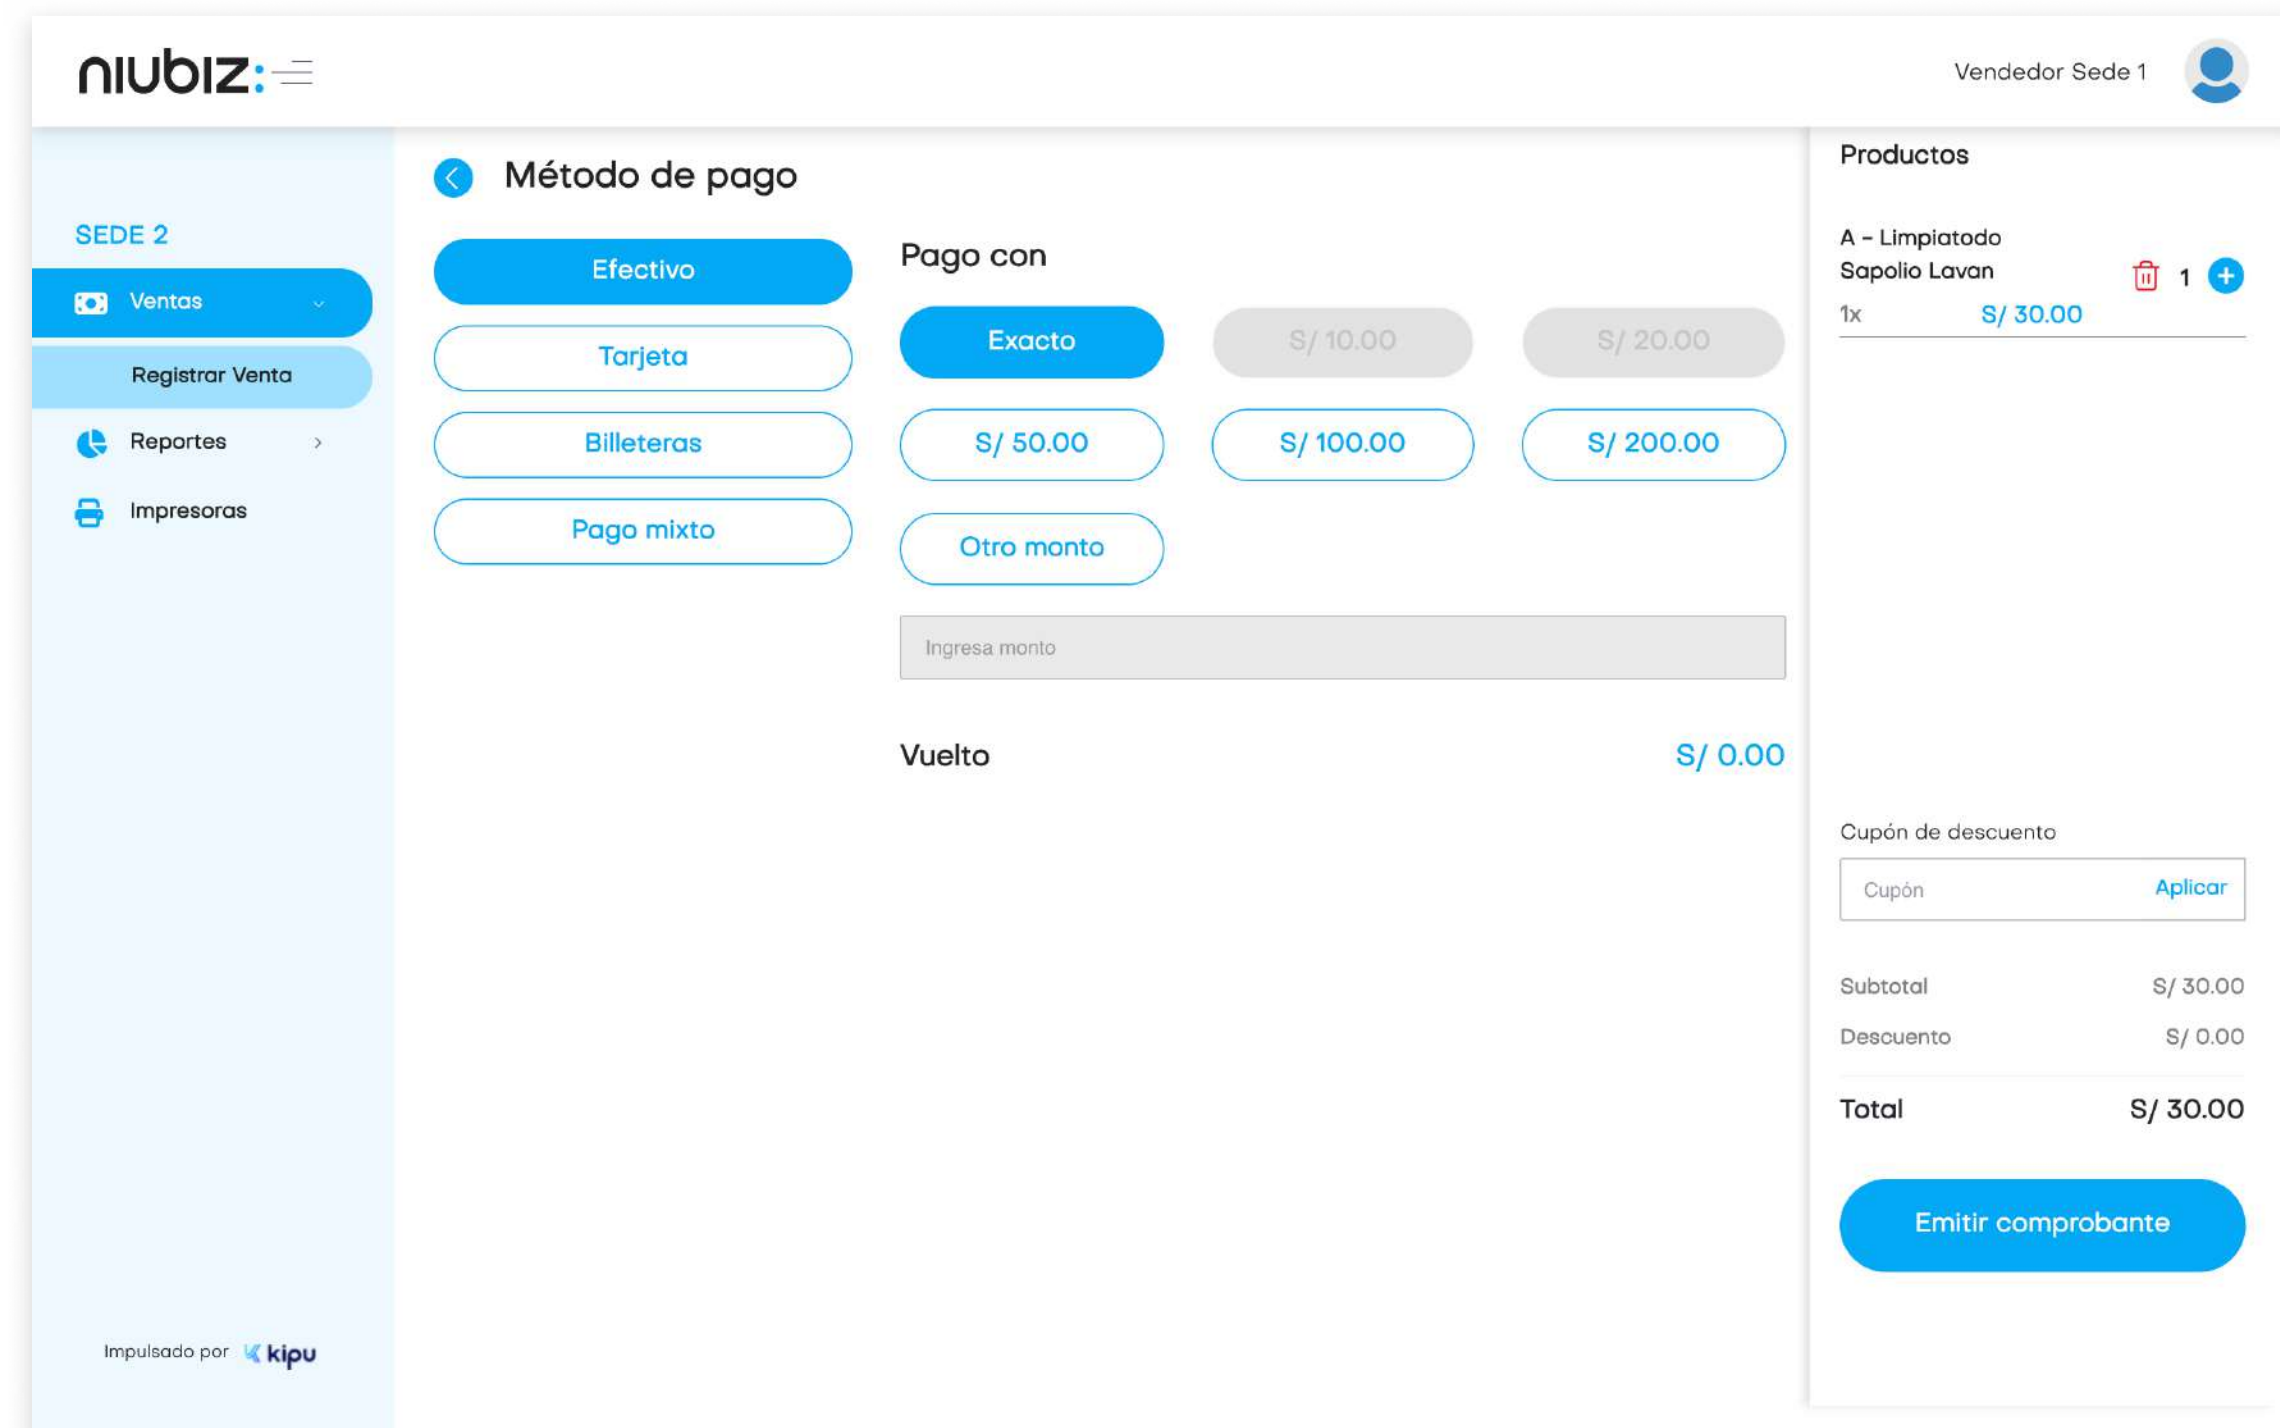 niubiz:
Vendedor Sede 1
SEDE 2
Ventas
Registrar Venta
Reportes
Impresoras
Impulsado por kipu
Método de pago
Efectivo
Tarjeta
Billeteras
Pago mixto
Pago con
Exacto S/ 10.00 S/ 20.00
S/ 50.00 S/ 100.00 S/ 200.00
Otro monto
Ingresa monto
Vuelto S/ 0.00
Productos
A - Limpiatodo
Sapolio Lavan 1
1x S/ 30.00
Cupón de descuento
Cupón Aplicar
Subtotal S/ 30.00
Descuento S/ 0.00
Total S/ 30.00
Emitir comprobante